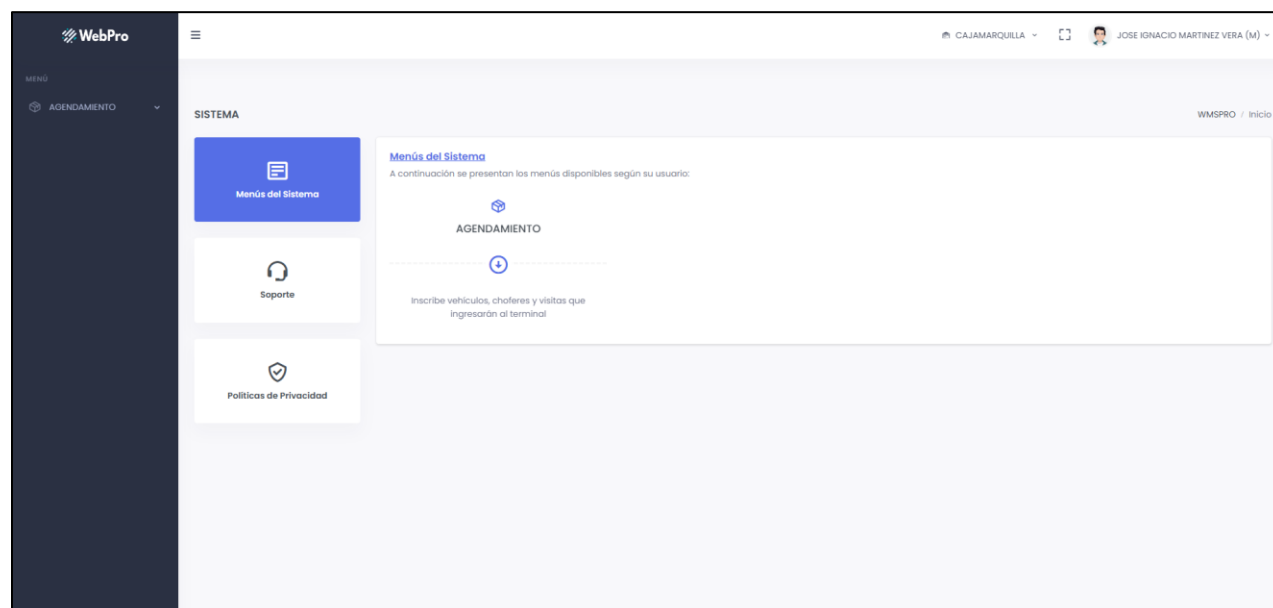 WebPro
CAJAMARQUILLA
JOSE IGNACIO MARTINEZ VERA (M)
MENÚ
AGENDAMIENTO
SISTEMA
WMSPRO / Inicio
Menús del Sistema
Soporte
Políticas de Privacidad
Menús del Sistema
A continuación se presentan los menús disponibles según su usuario:
AGENDAMIENTO
Inscribe vehículos, choferes y visitas que
ingresarán al terminal